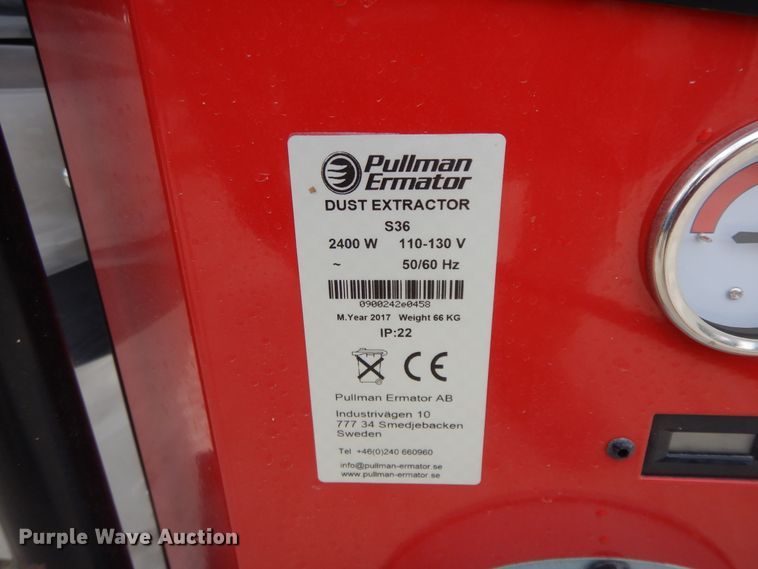 Pullman
Ermator
DUST EXTRACTOR
S36
2400 W 110-130 V
~ 50/60 Hz
0900242e0458
M.Year 2017 Weight 66 KG
IP:22
CE
Pullman Ermator AB
Industrivägen 10
777 34 Smedjebacken
Sweden
Tel +46(0)240 660960
info@pullman-ermator.se
www.pullman-ermator.se
Purple Wave Auction